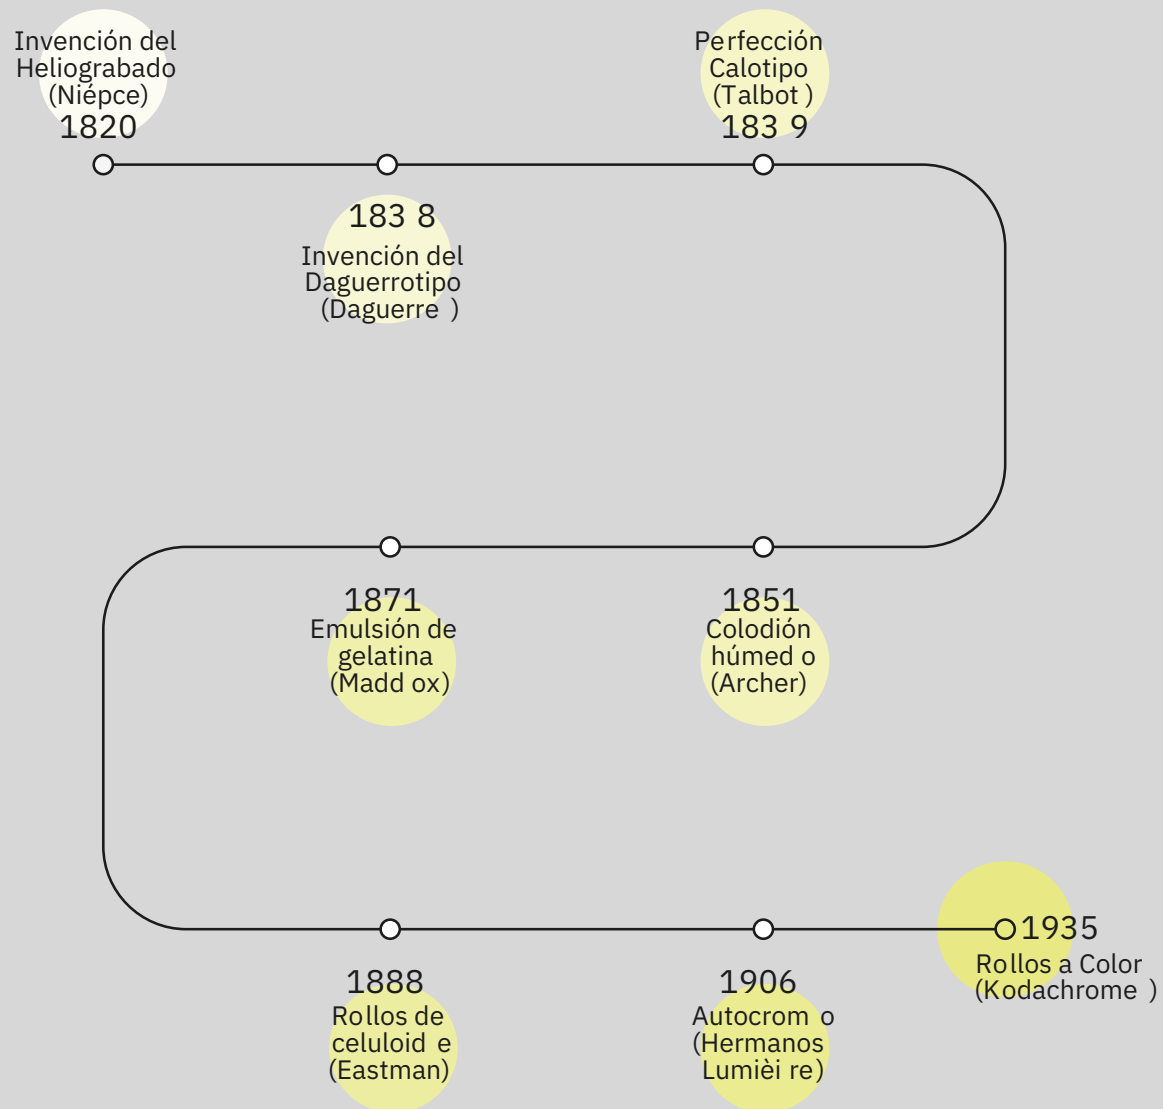 Invención del
Heliograbado
(Niépce)
1820
183 8
Invención del
Daguerrotipo
(Daguerre )
Perfección
Calotipo
(Talbot )
183 9
1851
Colodión
húmed o
(Archer)
1871
Emulsión de
gelatina
(Madd ox)
1888
Rollos de
celuloid e
(Eastman)
1906
Autocrom o
(Hermanos
Lumièi re)
1935
Rollos a Color
(Kodachrome )